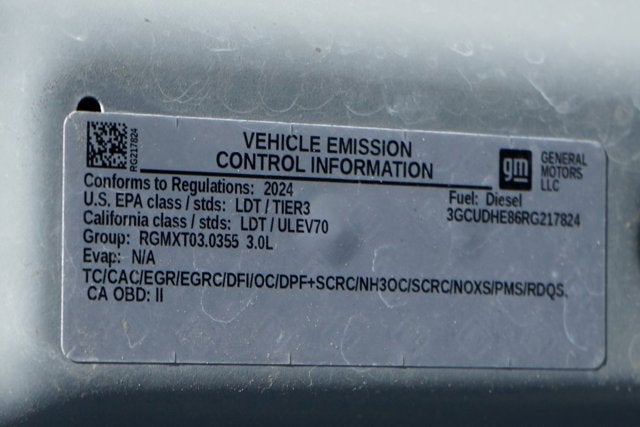 RG217824
VEHICLE EMISSION
CONTROL INFORMATION
gm
GENERAL
MOTORS
LLC
Conforms to Regulations: 2024
U.S. EPA class / stds: LDT / TIER3
California class / stds: LDT / ULEV70
Group: RGMXT03.0355 3.0L
Evap: N/A
Fuel: Diesel
3GCUDHE86RG217824
TC/CAC/EGR/EGRC/DFI/OC/DPF+SCRC/NH3OC/SCRC/NOXS/PMS/RDQS,
CA OBD: II